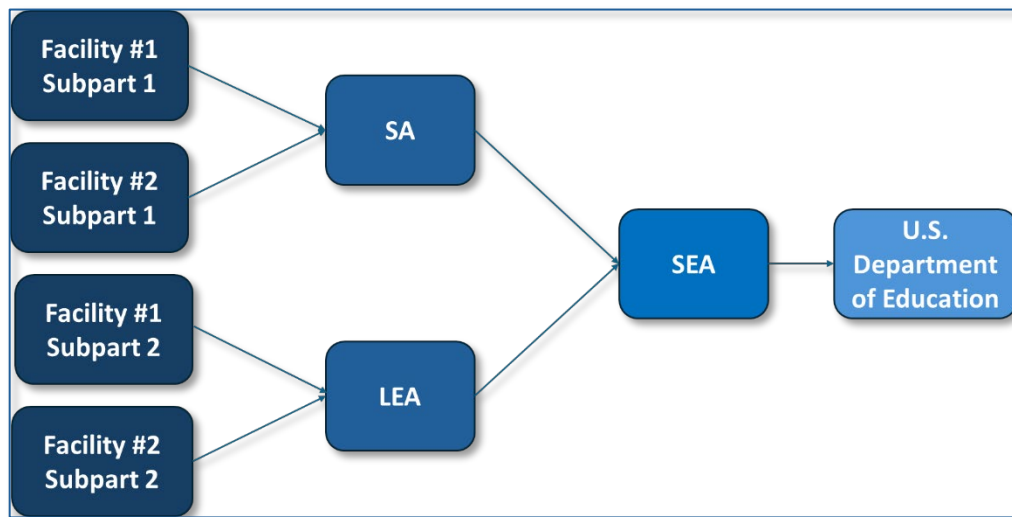 Facility #1
Subpart 1
Facility #2
Subpart 1
Facility #1
Subpart 2
Facility #2
Subpart 2
SA
LEA
SEA
U.S.
Department
of Education